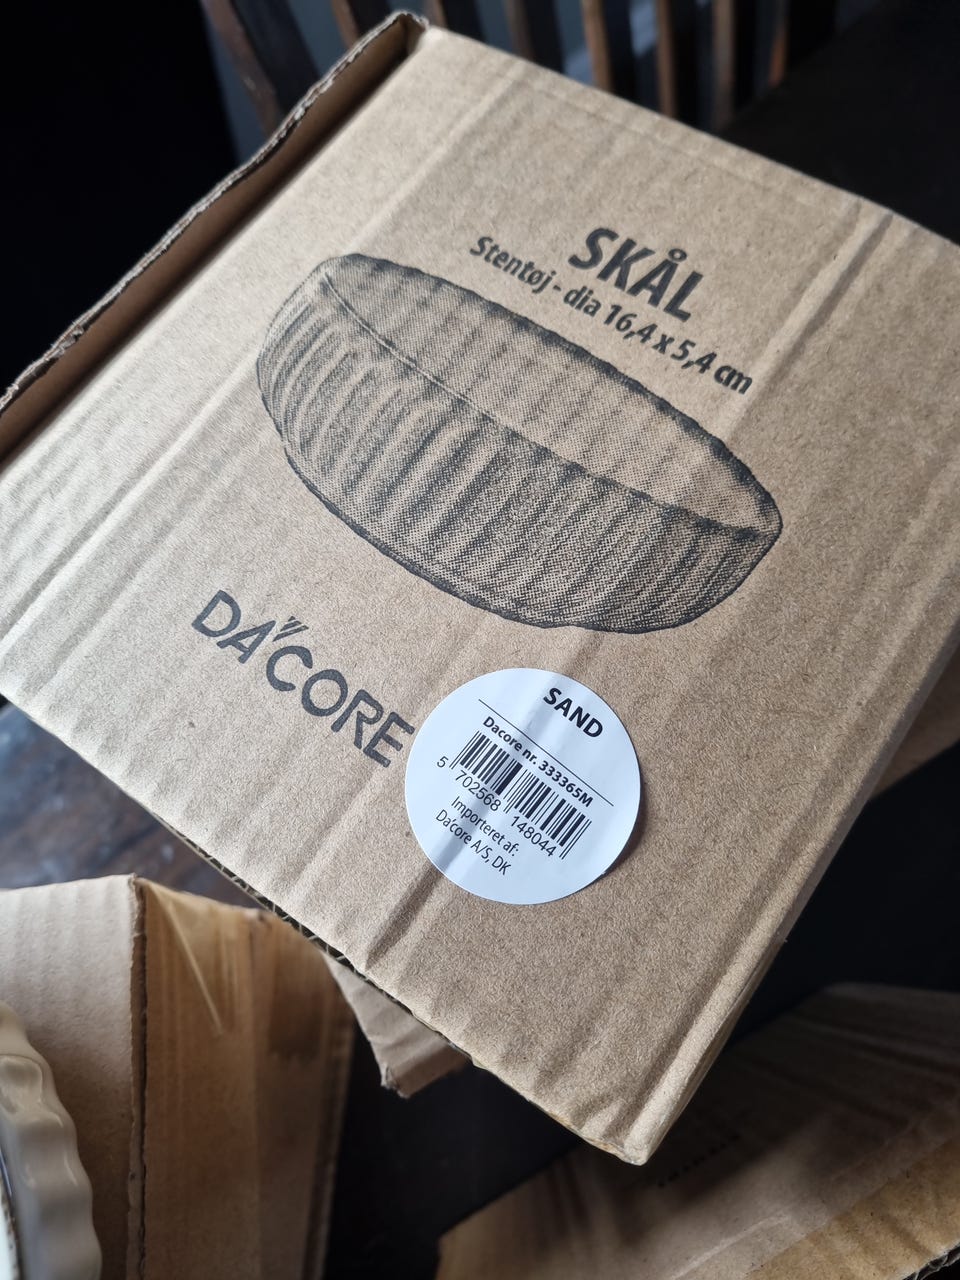 SKÅL
Stentøj - dia 16,4 x 5,4 cm
DA'CORE
SAND
Dacore nr. 333365M
5 702568 148044
Importeret af:
Da'core A/S, DK